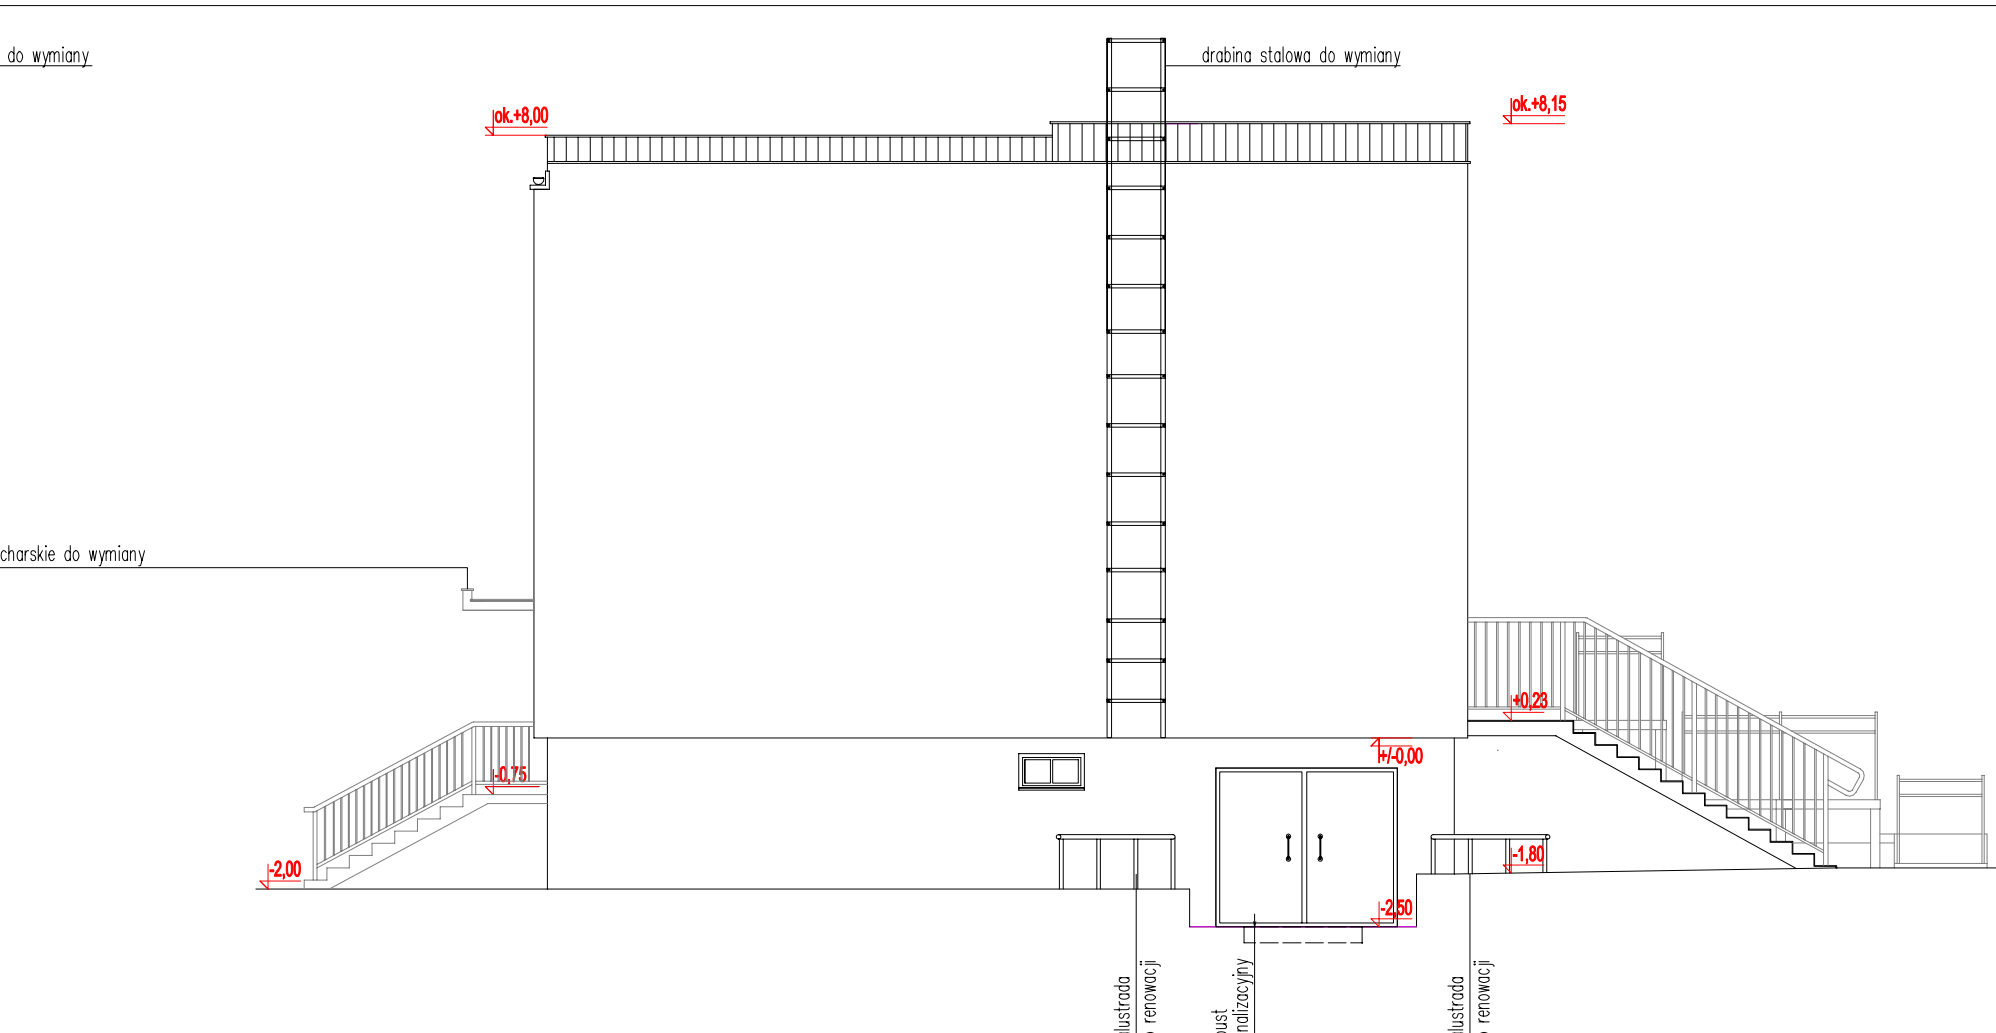 do wymiany
drabina stalowa do wymiany
ok.+8,00
ok.+8,15
charskie do wymiany
+0,23
+/-0,00
-0,75
-1,80
-2,00
-2,50
lustrada
renowacji
pust
nalizacyjny
lustrada
renowacji